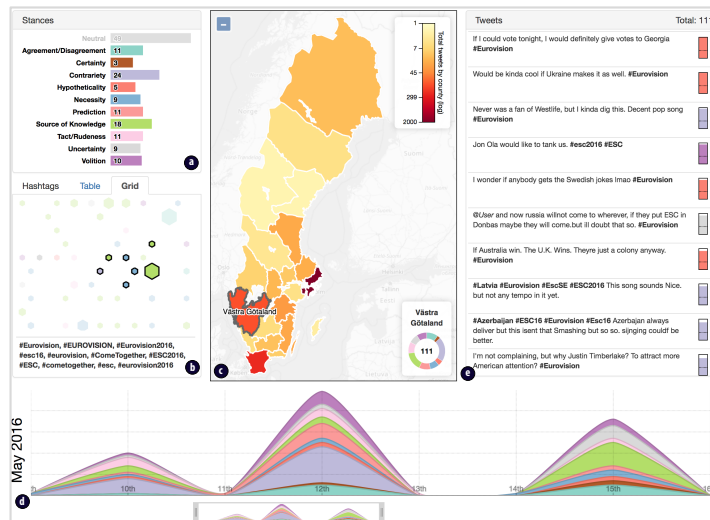 Stances
Neutral 49
Agreement/Disagreement 11
Certainty 3
Contrariety 24
Hypotheticality 5
Necessity 9
Prediction 11
Source of Knowledge 18
Tact/Rudeness 11
Uncertainty 9
Volition 10
a
Hashtags Table Grid
#Eurovision, #EUROVISION, #Eurovision2016,
#esc16, #eurovision, #ComeTogether, #ESC2016,
#ESC, #cometogether, #esc, #eurovision2016
b
−
1
7
45
299
2000
Total tweets by
county (log)
Västra Götaland
Västra
Götaland
111
c
Tweets Total: 111
If I could vote tonight, I would definitely give votes to Georgia
#Eurovision
Would be kinda cool if Ukraine makes it as well. #Eurovision
Never was a fan of Westlife, but I kinda dig this. Decent pop song
#Eurovision
Jon Ola would like to tank us. #esc2016 #ESC
I wonder if anybody gets the Swedish jokes lmao #Eurovision
@User and now russia willnot come to wherever, if they put ESC in
Donbas maybe they will come.but ill doubt that so. #Eurovision
If Australia win. The U.K. Wins. Theyre just a colony anyway.
#Eurovision
#Latvia #Eurovision #EscSE #ESC2016 This song sounds Nice.
but not any tempo in it yet.
#Azerbaijan #ESC16 #Eurovision #Esc16 Azerbajan always
deliver but this isent that Smashing but so so. sijnging couldf be
better.
I'm not complaining, but why Justin Timberlake? To attract more
American attention? #Eurovision
e
May 2016
10th 11th 12th 13th 14th 15th
d